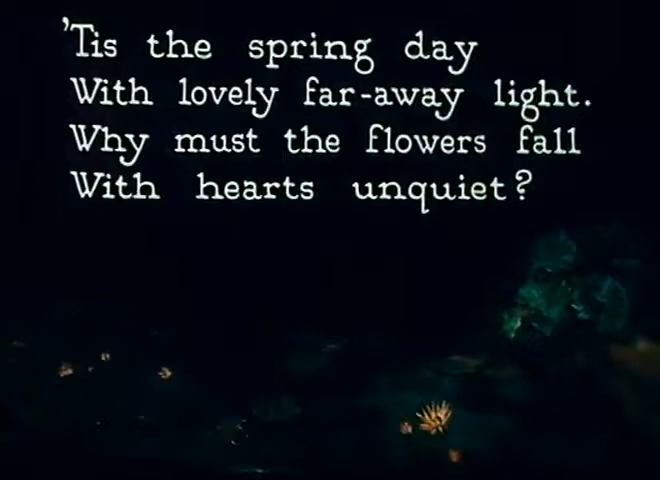 'Tis the spring day
With lovely far-away light.
Why must the flowers fall
With hearts unquiet?